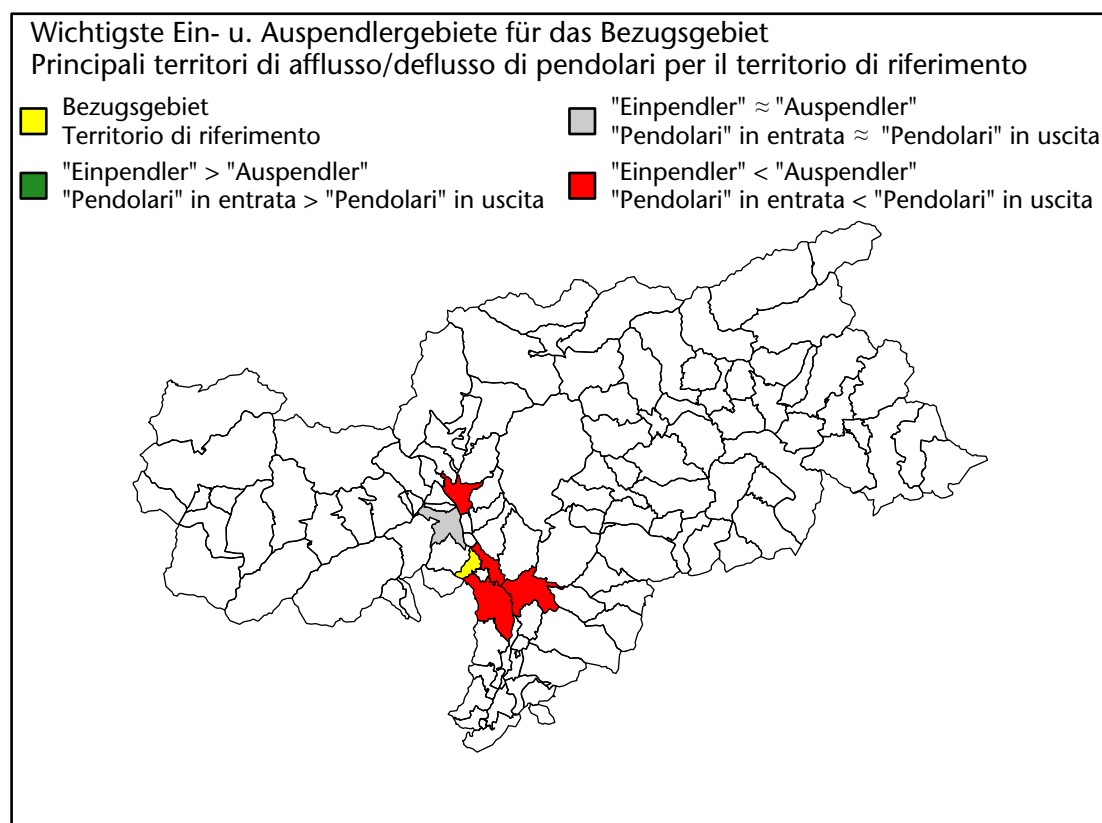 Wichtigste Ein- u. Auspendlergebiete für das Bezugsgebiet
Principali territori di afflusso/deflusso di pendolari per il territorio di riferimento
Bezugsgebiet
Territorio di riferimento
"Einpendler" > "Auspendler"
"Pendolari" in entrata > "Pendolari" in uscita
"Einpendler" ≈ "Auspendler"
"Pendolari" in entrata ≈ "Pendolari" in uscita
"Einpendler" < "Auspendler"
"Pendolari" in entrata < "Pendolari" in uscita